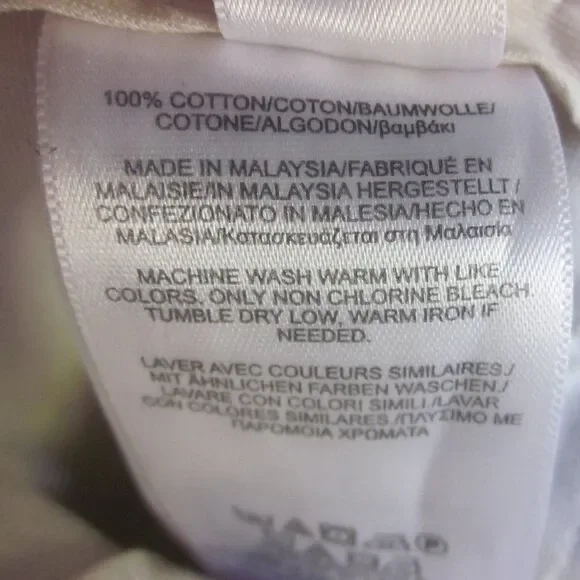 100% COTTON/COTON/BAUMWOLLE/
COTONE/ALGODON/βαμβάκι
MADE IN MALAYSIA/FABRIQUÉ EN
MALAISIE/IN MALAYSIA HERGESTELLT/
CONFEZIONATO IN MALESIA/HECHO EN
MALASIA/Κατασκευάζεται στη Μαλαισία
MACHINE WASH WARM WITH LIKE
COLORS. ONLY NON CHLORINE BLEACH.
TUMBLE DRY LOW, WARM IRON IF
NEEDED.
LAVER AVEC COULEURS SIMILAIRES./
MIT ÄHNLICHEN FARBEN WASCHEN./
LAVARE CON COLORI SIMILI./LAVAR
CON COLORES SIMILARES./ΠΛΥΣΙΜΟ ΜΕ
ΠΑΡΟΜΟΙΑ ΧΡΩΜΑΤΑ